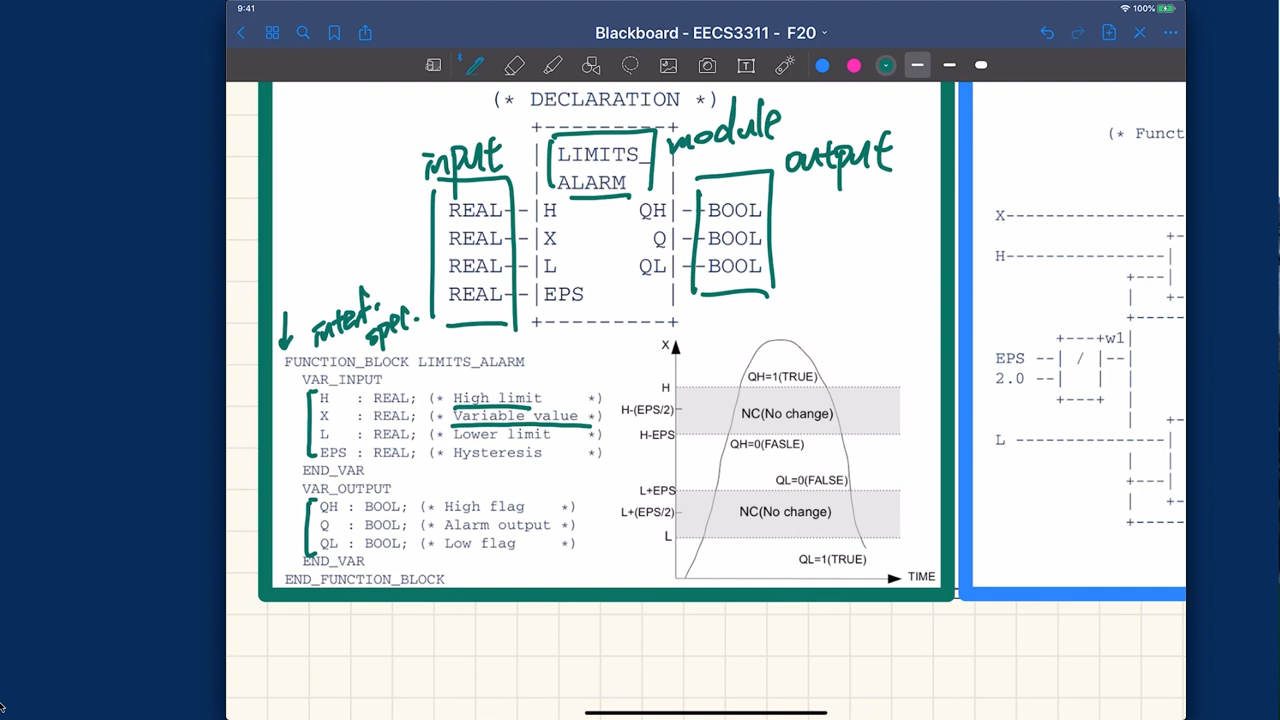 9:41
100%
Blackboard - EECS3311 - F20
(* DECLARATION *)
+----------+
module
input
LIMITS_
output
ALARM
REAL--|H QH|--BOOL
REAL--|X Q|--BOOL
REAL--|L QL|--BOOL
REAL--|EPS |
+----------+
interf. spec.
FUNCTION_BLOCK LIMITS_ALARM
VAR_INPUT
H : REAL; (* High limit *)
X : REAL; (* Variable value *)
L : REAL; (* Lower limit *)
EPS : REAL; (* Hysteresis *)
END_VAR
VAR_OUTPUT
QH : BOOL; (* High flag *)
Q : BOOL; (* Alarm output *)
QL : BOOL; (* Low flag *)
END_VAR
END_FUNCTION_BLOCK
X
QH=1(TRUE)
H
H-(EPS/2)
NC(No change)
H-EPS
QH=0(FASLE)
QL=0(FALSE)
L+EPS
L+(EPS/2)
NC(No change)
L
QL=1(TRUE)
TIME
(* Funct
X
H
w1
EPS --| / |--
2.0 --|
L